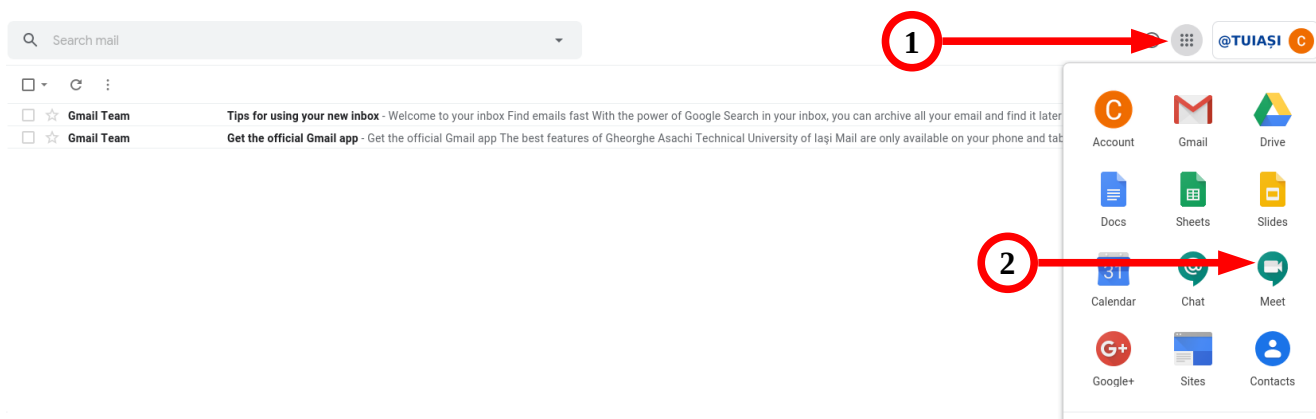 Search mail
1
@TUIAȘI C
Gmail Team Tips for using your new inbox - Welcome to your inbox Find emails fast With the power of Google Search in your inbox, you can archive all your email and find it later
Gmail Team Get the official Gmail app - Get the official Gmail app The best features of Gheorghe Asachi Technical University of Iaşi Mail are only available on your phone and tab
C
Account Gmail Drive
Docs Sheets Slides
2
31 @
Calendar Chat Meet
G+
Google+ Sites Contacts